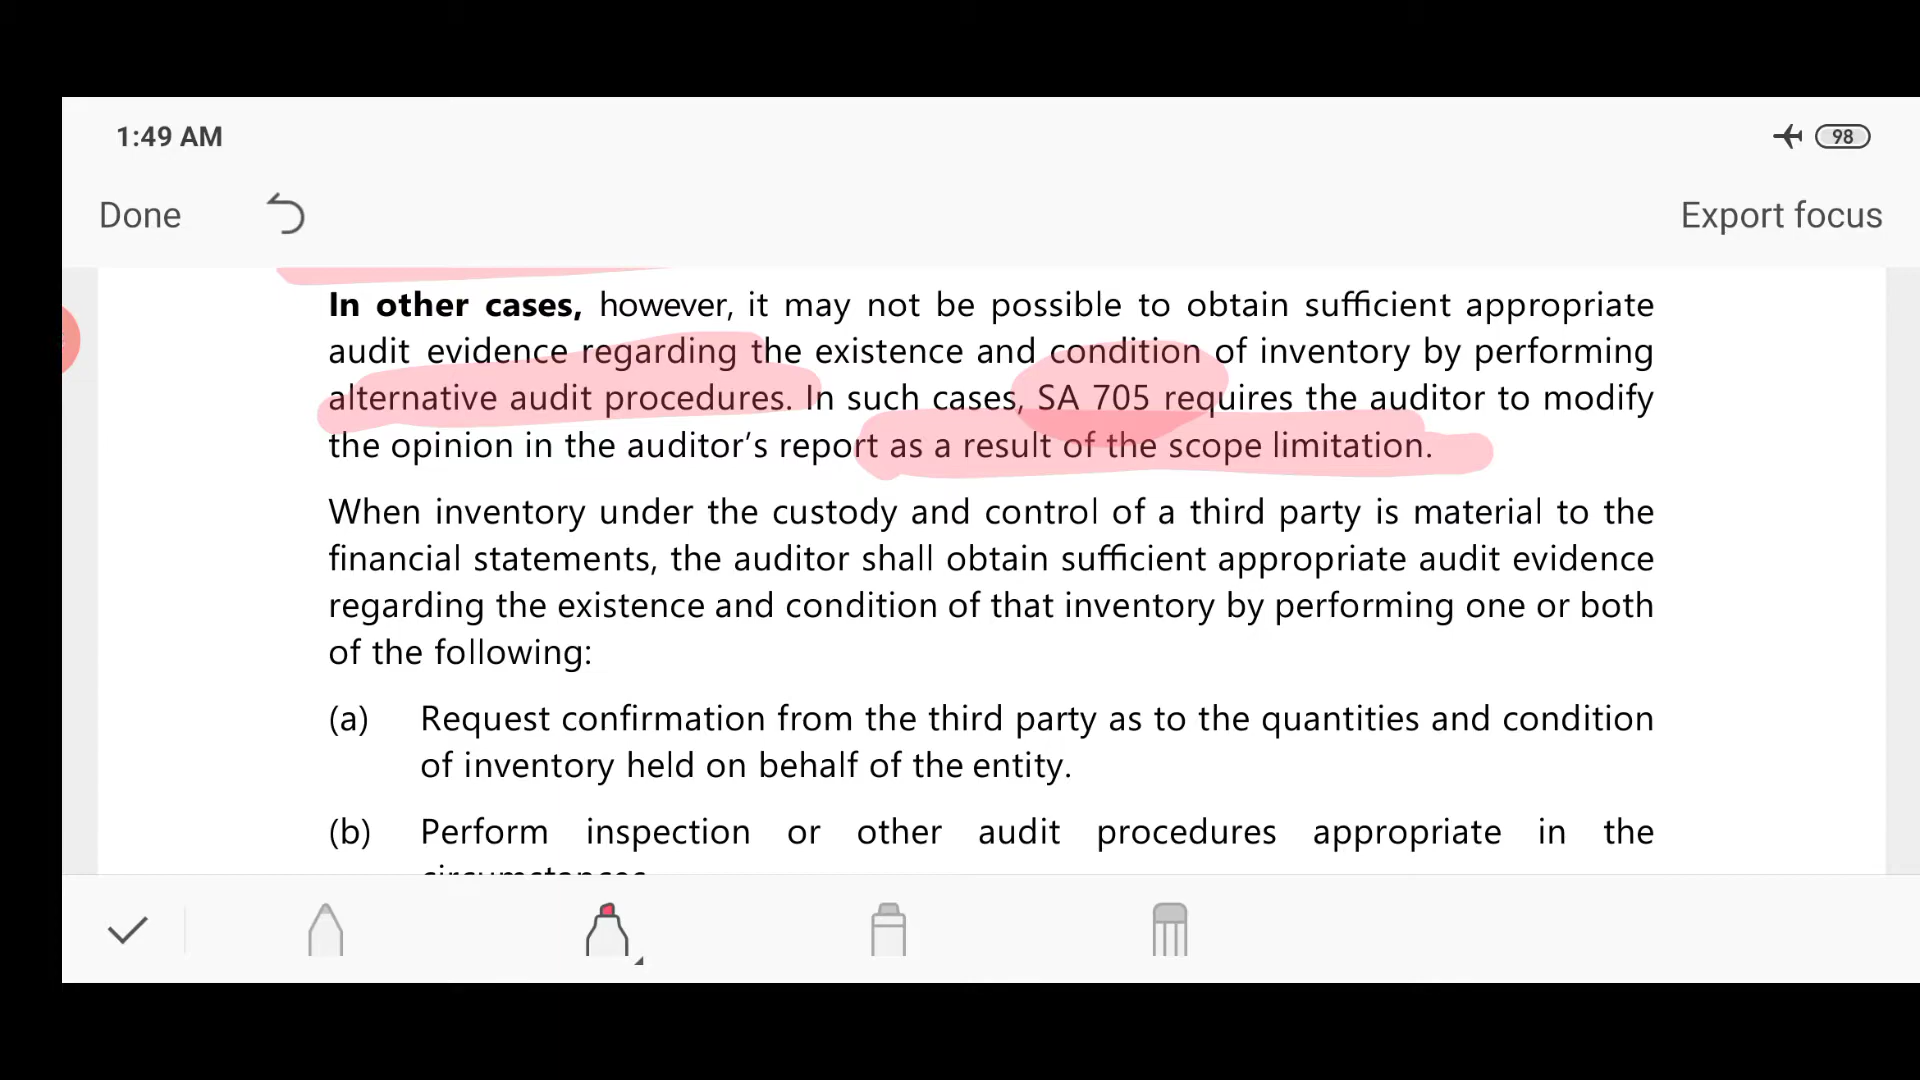 1:49 AM
98
Done
Export focus
In other cases, however, it may not be possible to obtain sufficient appropriate
audit evidence regarding the existence and condition of inventory by performing
alternative audit procedures. In such cases, SA 705 requires the auditor to modify
the opinion in the auditor’s report as a result of the scope limitation.
When inventory under the custody and control of a third party is material to the
financial statements, the auditor shall obtain sufficient appropriate audit evidence
regarding the existence and condition of that inventory by performing one or both
of the following:
(a) Request confirmation from the third party as to the quantities and condition
of inventory held on behalf of the entity.
(b) Perform inspection or other audit procedures appropriate in the